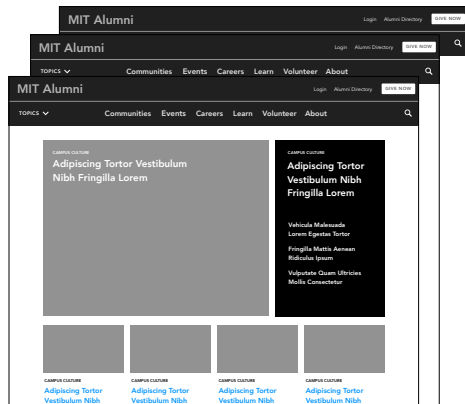 MIT Alumni
Login Alumni Directory GIVE NOW
MIT Alumni
Login Alumni Directory GIVE NOW
TOPICS Communities Events Careers Learn Volunteer About
MIT Alumni
Login Alumni Directory GIVE NOW
TOPICS Communities Events Careers Learn Volunteer About
CAMPUS CULTURE
Adipiscing Tortor Vestibulum
Nibh Fringilla Lorem
CAMPUS CULTURE
Adipiscing Tortor
Vestibulum Nibh
Fringilla Lorem
Vehicula Malesuada
Lorem Egestas Tortor
Fringilla Mattis Aenean
Ridiculus Ipsum
Vulputate Quam Ultricies
Mollis Consectetur
CAMPUS CULTURE
Adipiscing Tortor
Vestibulum Nibh
CAMPUS CULTURE
Adipiscing Tortor
Vestibulum Nibh
CAMPUS CULTURE
Adipiscing Tortor
Vestibulum Nibh
CAMPUS CULTURE
Adipiscing Tortor
Vestibulum Nibh